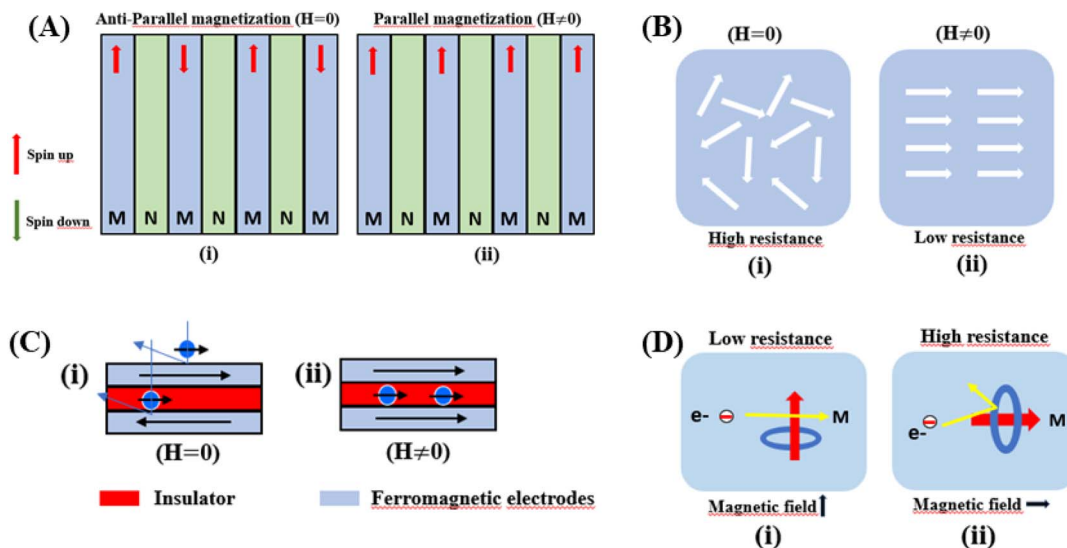 (A)
Anti-Parallel magnetization (H=0)
Parallel magnetization (H≠0)
Spin up
Spin down
M N M N M N M
M N M N M N M
(i)
(ii)
(B)
(H=0)
(H≠0)
High resistance
Low resistance
(i)
(ii)
(C)
(i)
(ii)
(H=0)
(H≠0)
Insulator
Ferromagnetic electrodes
(D)
Low resistance
High resistance
e-
M
e-
M
Magnetic field
Magnetic field
(i)
(ii)